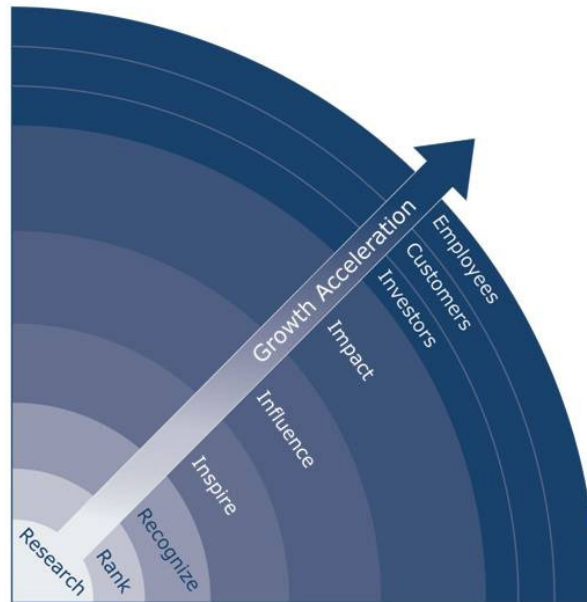 Growth Acceleration
Research
Rank
Recognize
Inspire
Influence
Impact
Investors
Customers
Employees